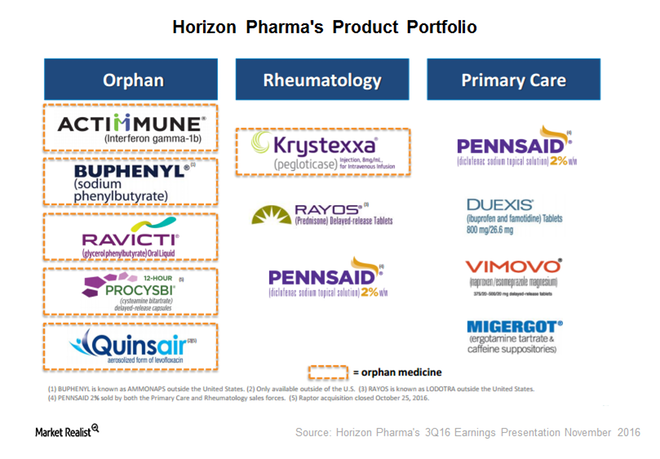 Horizon Pharma's Product Portfolio
Orphan
ACTIMMUNE®
(Interferon gamma-1b)
BUPHENYL®(1)
(sodium
phenylbutyrate)
RAVICTI®
(glycerol phenylbutyrate) Oral Liquid
12-HOUR
PROCYSBI® (5)
(cysteamine bitartrate)
delayed-release capsules
Quinsair
aerosolized form of levofloxacin
Rheumatology
Krystexxa®
(pegloticase) Injection, 8mg/mL,
for Intravenous Infusion
RAYOS® (3)
(Prednisone) Delayed-release Tablets
PENNSAID® (4)
(diclofenac sodium topical solution) 2% w/w
Primary Care
PENNSAID® (4)
(diclofenac sodium topical solution) 2% w/w
DUEXIS®
(ibuprofen and famotidine) Tablets
800 mg/26.6 mg
VIMOVO®
(naproxen/esomeprazole magnesium)
375/20 - 500/20 mg delayed-release tablets
MIGERGOT®
(ergotamine tartrate &
caffeine suppositories)
= orphan medicine
(1) BUPHENYL is known as AMMONAPS outside the United States. (2) Only available outside of the U.S. (3) RAYOS is known as LODOTRA outside the United States.
(4) PENNSAID 2% sold by both the Primary Care and Rheumatology sales forces. (5) Raptor acquisition closed October 25, 2016.
Market Realist
Source: Horizon Pharma's 3Q16 Earnings Presentation November 2016